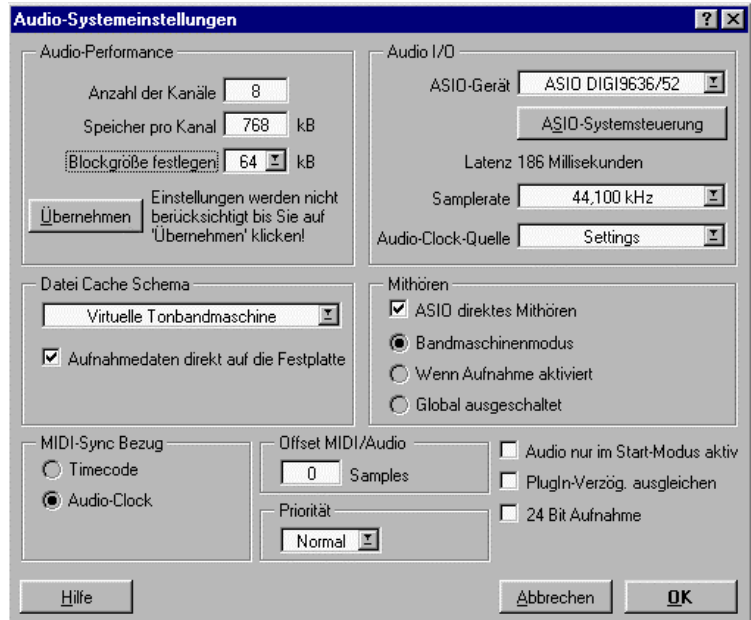 Audio-Systemeinstellungen
Audio-Performance
Anzahl der Kanäle 8
Speicher pro Kanal 768 kB
Blockgröße festlegen 64 kB
Übernehmen
Einstellungen werden nicht
berücksichtigt bis Sie auf
'Übernehmen' klicken!
Audio I/O
ASIO-Gerät ASIO DIGI9636/52
ASIO-Systemsteuerung
Latenz 186 Millisekunden
Samplerate 44,100 kHz
Audio-Clock-Quelle Settings
Datei Cache Schema
Virtuelle Tonbandmaschine
Aufnahmedaten direkt auf die Festplatte
Mithören
ASIO direktes Mithören
Bandmaschinenmodus
Wenn Aufnahme aktiviert
Global ausgeschaltet
MIDI-Sync Bezug
Timecode
Audio-Clock
Offset MIDI/Audio
0 Samples
Priorität
Normal
Audio nur im Start-Modus aktiv
PlugIn-Verzög. ausgleichen
24 Bit Aufnahme
Hilfe
Abbrechen
OK